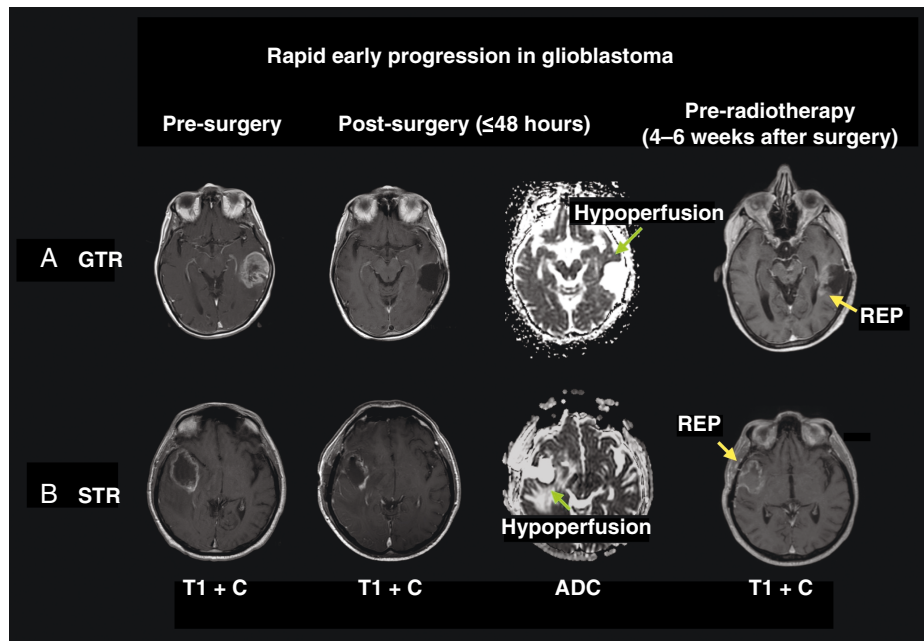 Rapid early progression in glioblastoma
Pre-surgery
Post-surgery (≤48 hours)
Pre-radiotherapy
(4–6 weeks after surgery)
A GTR
Hypoperfusion
REP
B STR
Hypoperfusion
REP
T1 + C
T1 + C
ADC
T1 + C